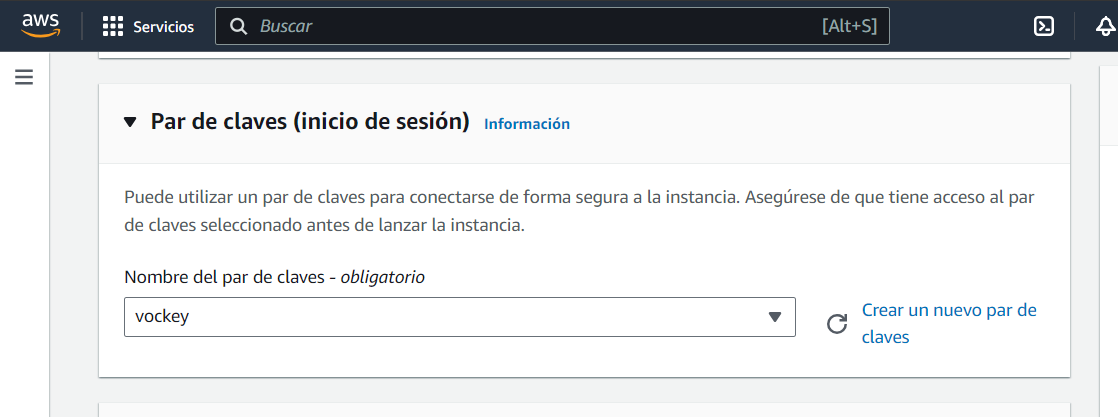 aws
Servicios
Buscar
[Alt+S]
Par de claves (inicio de sesión) Información
Puede utilizar un par de claves para conectarse de forma segura a la instancia. Asegúrese de que tiene acceso al par
de claves seleccionado antes de lanzar la instancia.
Nombre del par de claves - obligatorio
vockey
Crear un nuevo par de
claves